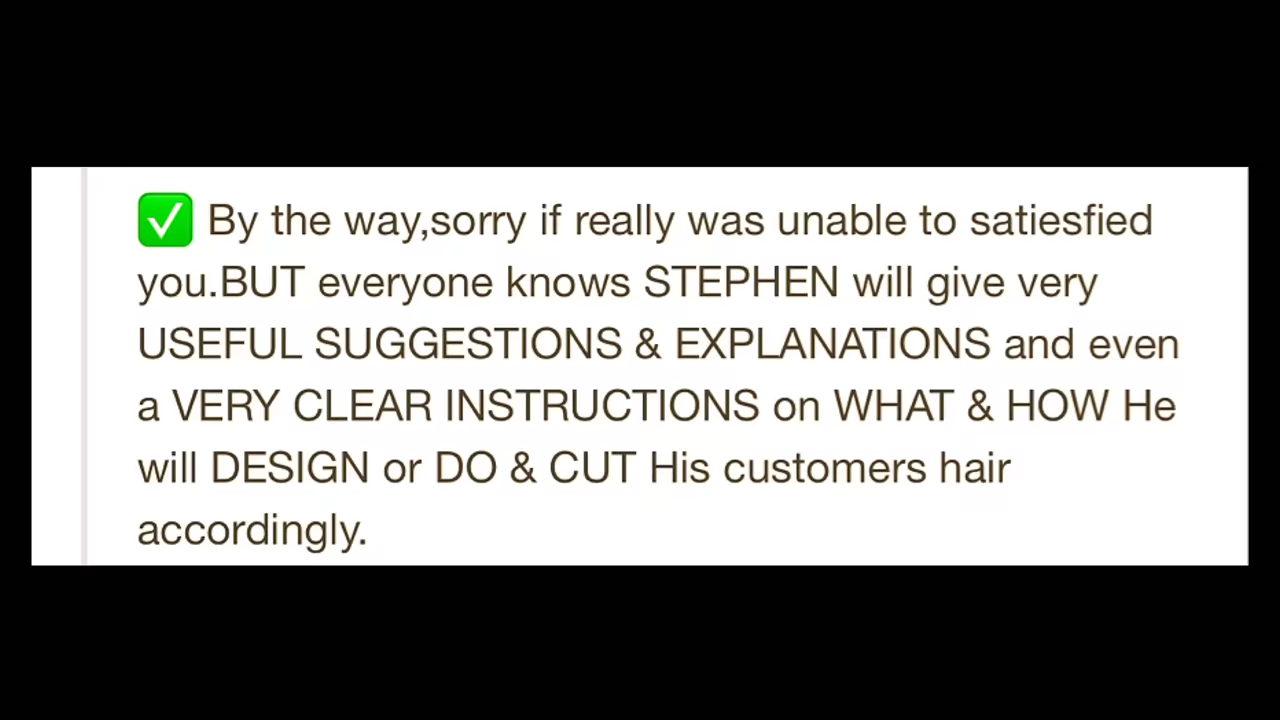 ✅ By the way,sorry if really was unable to satiesfied
you.BUT everyone knows STEPHEN will give very
USEFUL SUGGESTIONS & EXPLANATIONS and even
a VERY CLEAR INSTRUCTIONS on WHAT & HOW He
will DESIGN or DO & CUT His customers hair
accordingly.